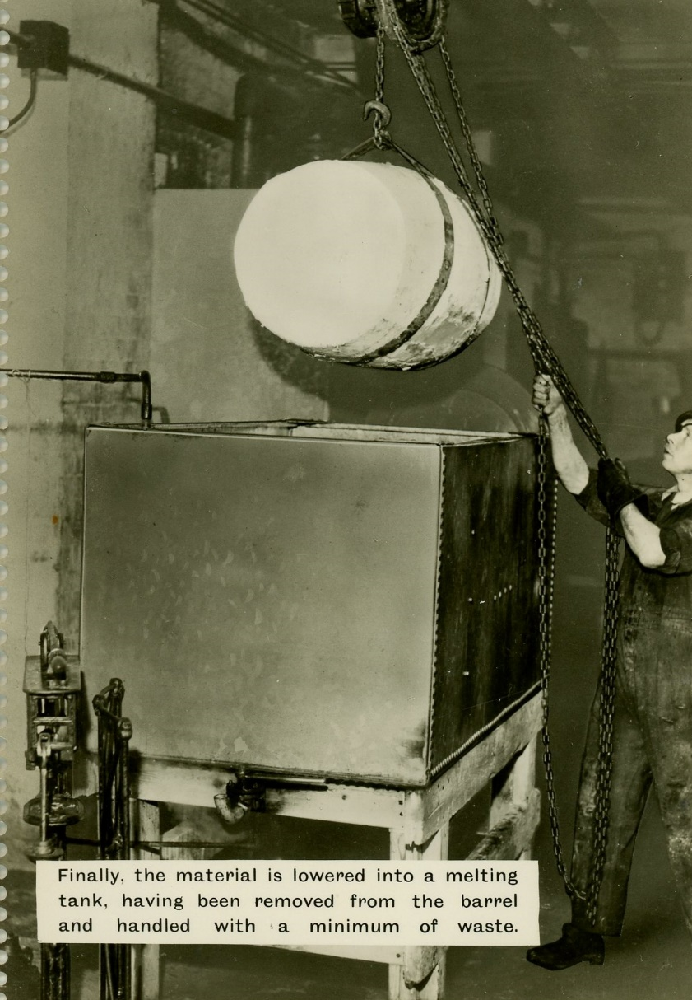 Finally, the material is lowered into a melting
tank, having been removed from the barrel
and handled with a minimum of waste.